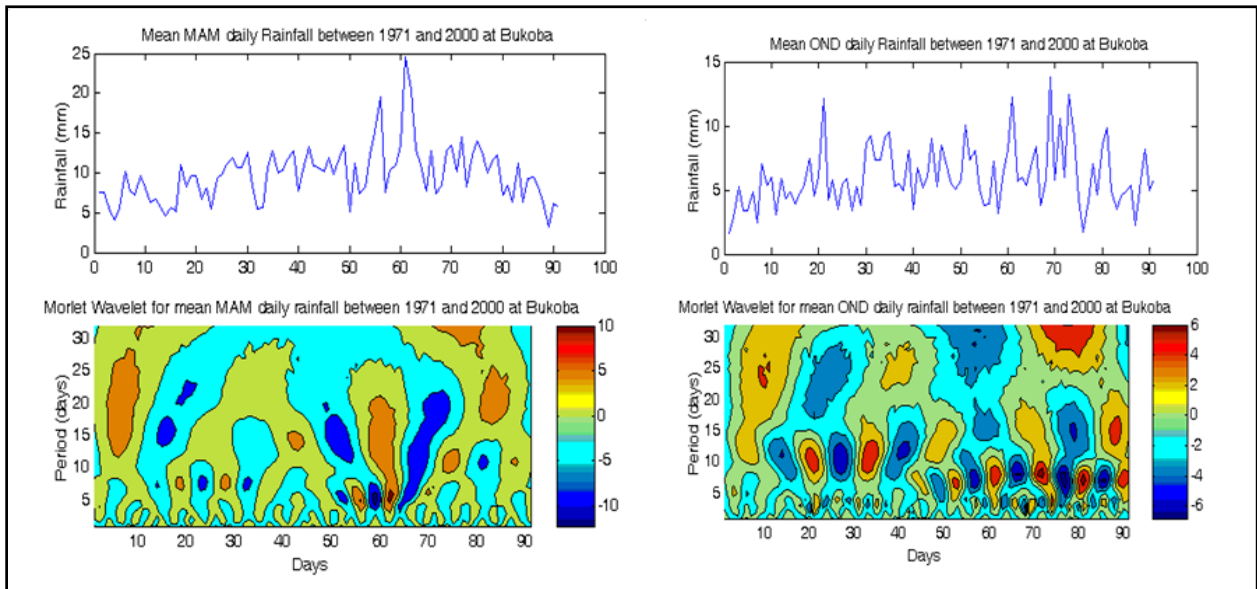 Mean MAM daily Rainfall between 1971 and 2000 at Bukoba
25
20
15
10
5
0
Rainfall (mm)
0 10 20 30 40 50 60 70 80 90 100
Mean OND daily Rainfall between 1971 and 2000 at Bukoba
15
10
5
0
Rainfall (mm)
0 10 20 30 40 50 60 70 80 90 100
Morlet Wavelet for mean MAM daily rainfall between 1971 and 2000 at Bukoba
30
25
20
15
10
5
Period (days)
10 20 30 40 50 60 70 80 90
Days
10
5
0
-5
-10
Morlet Wavelet for mean OND daily rainfall between 1971 and 2000 at Bukoba
30
25
20
15
10
5
Period (days)
10 20 30 40 50 60 70 80 90
Days
6
4
2
0
-2
-4
-6